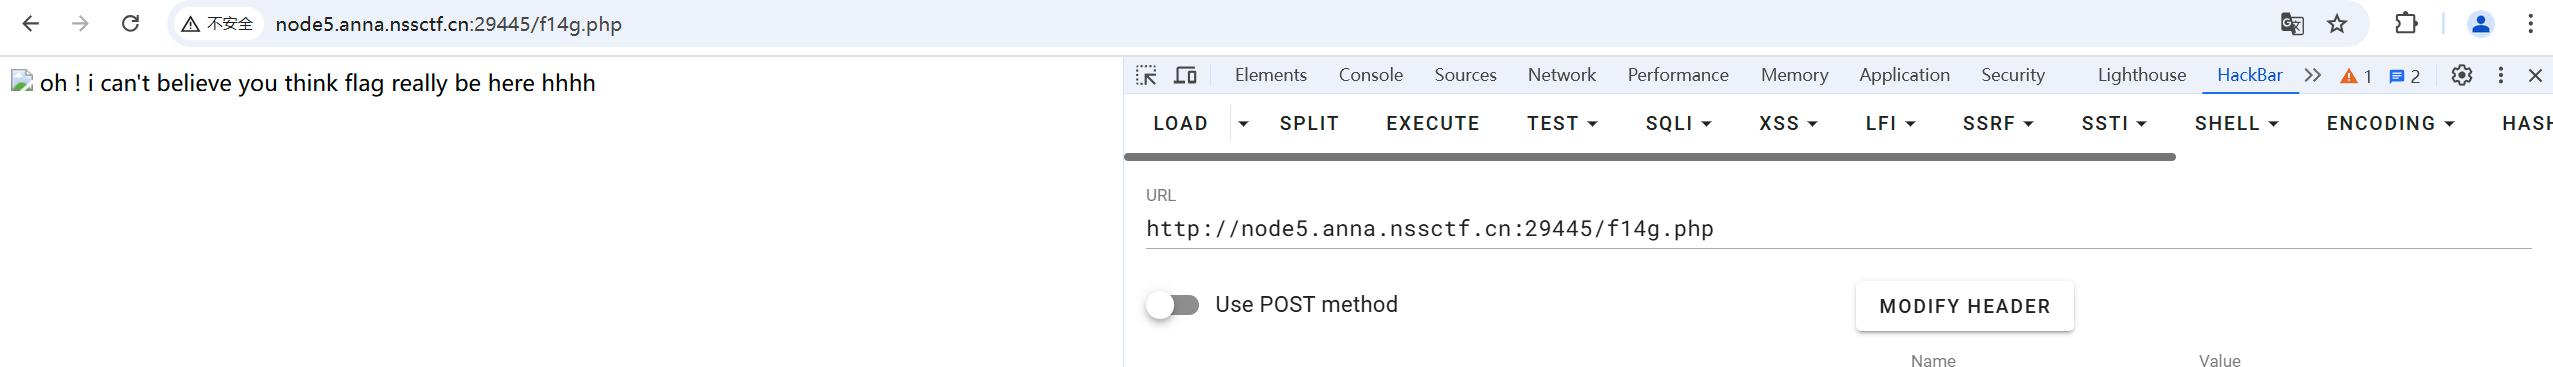 不安全 node5.anna.nssctf.cn:29445/f14g.php
oh ! i can't believe you think flag really be here hhhh
Elements Console Sources Network Performance Memory Application Security Lighthouse HackBar 1 2
LOAD SPLIT EXECUTE TEST SQLI XSS LFI SSRF SSTI SHELL ENCODING HASH
URL
http://node5.anna.nssctf.cn:29445/f14g.php
Use POST method MODIFY HEADER
Name Value